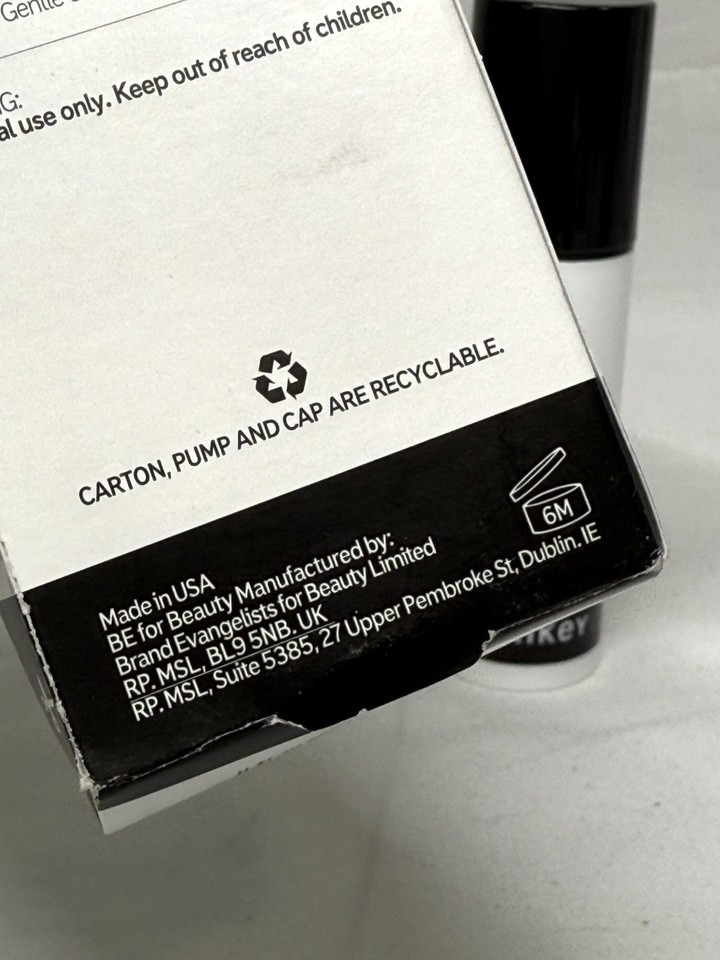 Gentle
G:
al use only. Keep out of reach of children.
CARTON, PUMP AND CAP ARE RECYCLABLE.
6M
Made in USA
BE for Beauty Manufactured by:
Brand Evangelists for Beauty Limited
RP. MSL, BL9 5NB, UK
RP. MSL, Suite 5385, 27 Upper Pembroke St, Dublin. IE